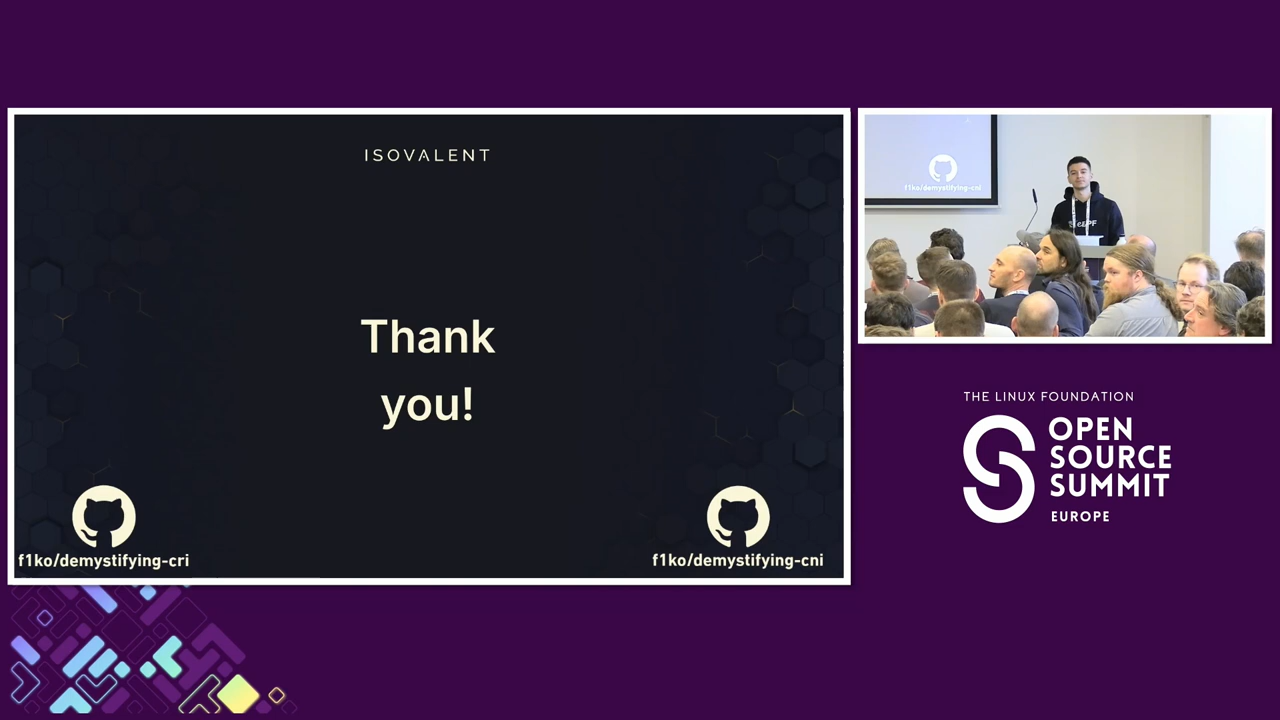 ISOVALENT
Thank
you!
f1ko/demystifying-cri
f1ko/demystifying-cni
f1ko/demystifying-cni
THE LINUX FOUNDATION
OPEN
SOURCE
SUMMIT
EUROPE